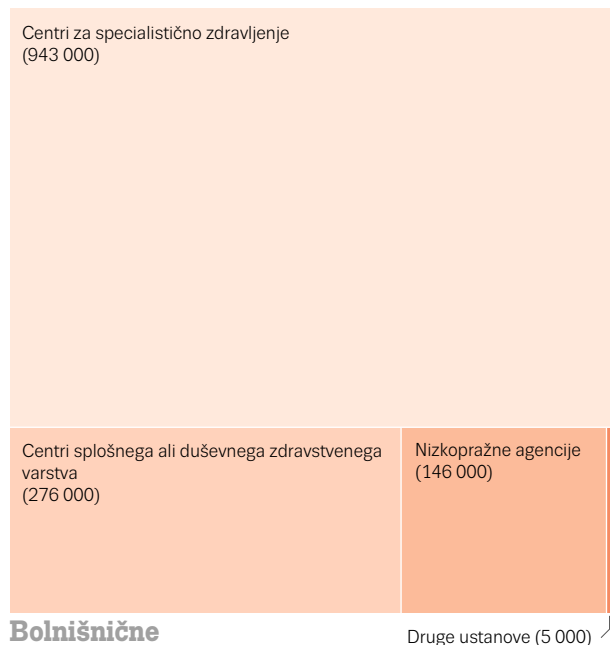 Centri za specialistično zdravljenje
(943 000)
Centri splošnega ali duševnega zdravstvenega
varstva
(276 000)
Nizkopražne agencije
(146 000)
Bolnišnične
Druge ustanove (5 000)